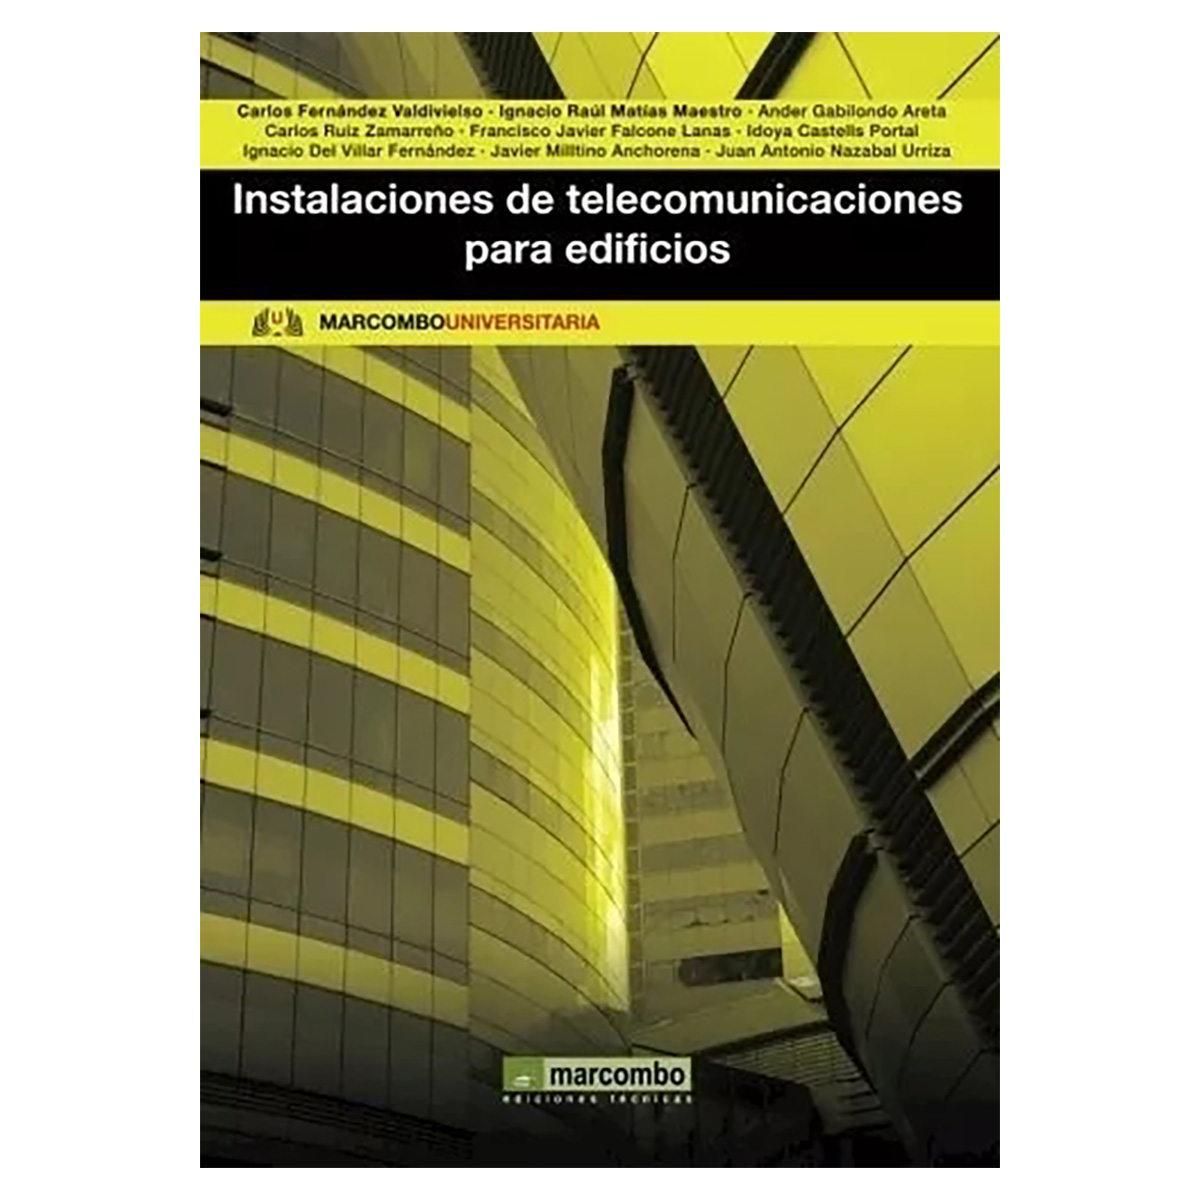 Carlos Fernández Valdivielso · Ignacio Raúl Matías Maestro · Ander Gabilondo Areta
Carlos Ruiz Zamarreño · Francisco Javier Falcone Lanas · Idoya Castells Portal
Ignacio Del Villar Fernández · Javier Milltino Anchorena · Juan Antonio Nazabal Urriza
Instalaciones de telecomunicaciones
para edificios
U
MARCOMBOUNIVERSITARIA
marcombo
ediciones técnicas